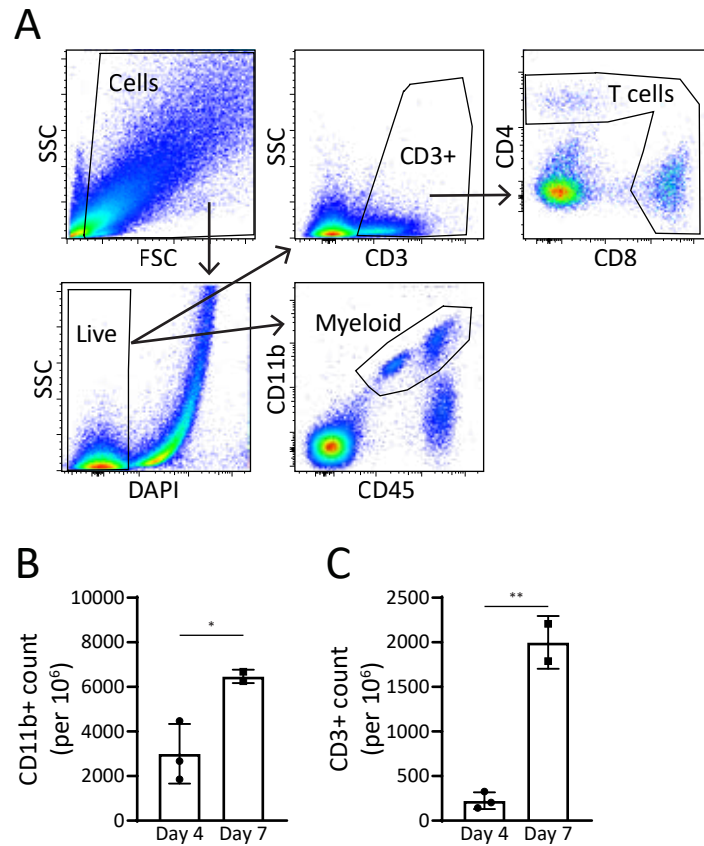 A
SSC
Cells
FSC
SSC
CD3+
CD3
CD4
T cells
CD8
SSC
Live
DAPI
CD11b
Myeloid
CD45
B
CD11b+ count
(per 10⁶)
10000
8000
6000
4000
2000
0
*
Day 4 Day 7
C
CD3+ count
(per 10⁶)
2500
2000
1500
1000
500
0
**
Day 4 Day 7